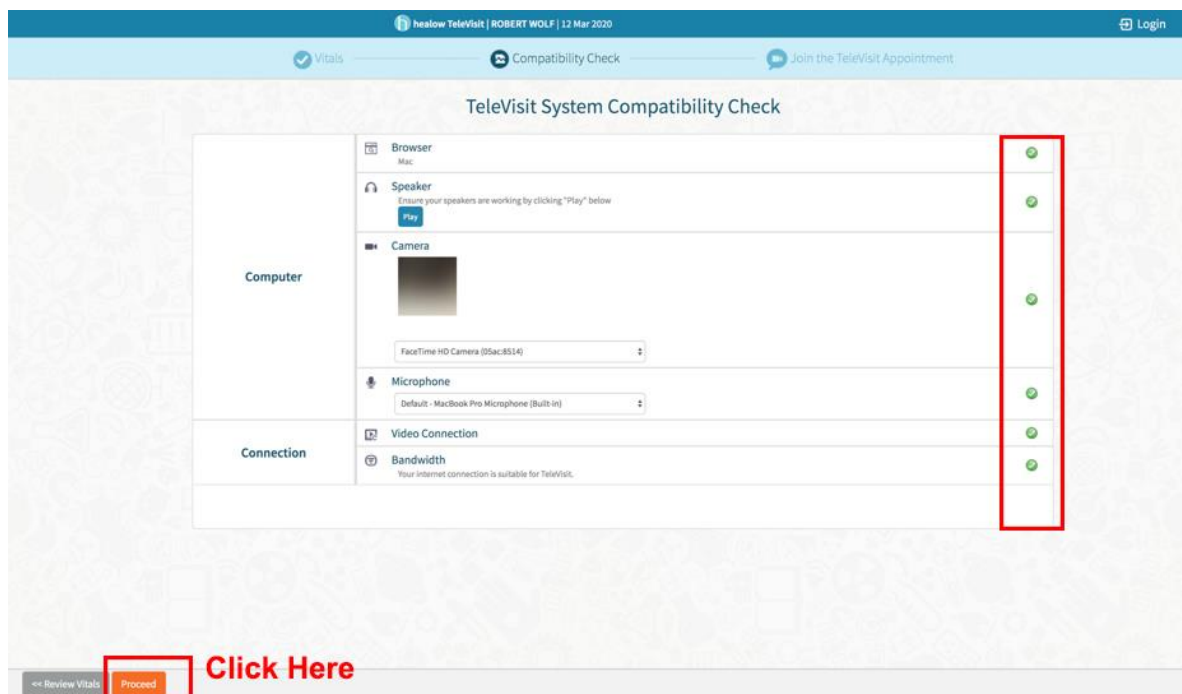 healow TeleVisit | ROBERT WOLF | 12 Mar 2020
Login
Vitals
Compatibility Check
Join the TeleVisit Appointment
TeleVisit System Compatibility Check
Computer
Browser
Mac
Speaker
Ensure your speakers are working by clicking "Play" below
Play
Camera
FaceTime HD Camera (05ac:8514)
Microphone
Default - MacBook Pro Microphone (Built-in)
Connection
Video Connection
Bandwidth
Your internet connection is suitable for TeleVisit.
<< Review Vitals
Proceed
Click Here